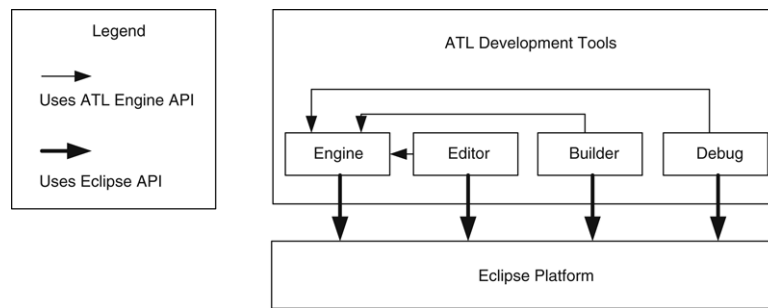 Legend
Uses ATL Engine API
Uses Eclipse API
ATL Development Tools
Engine
Editor
Builder
Debug
Eclipse Platform